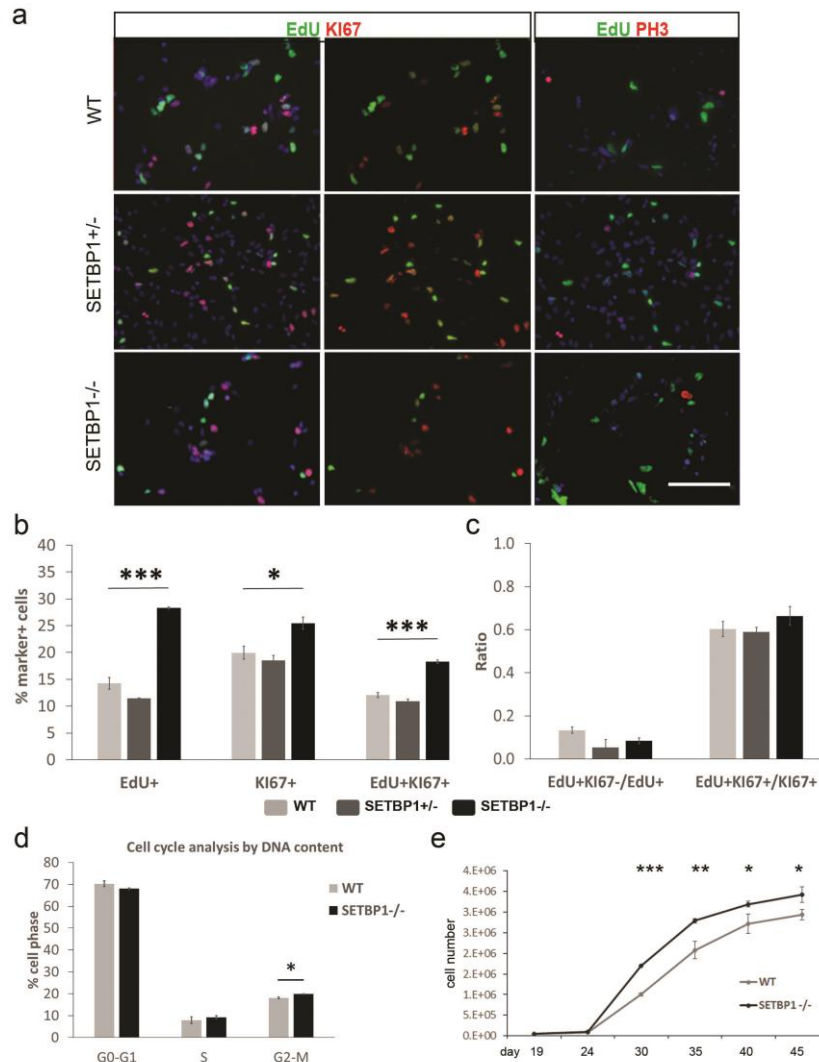 a
EdU KI67
EdU PH3
WT
SETBP1+/-
SETBP1-/-
b
***
*
***
% marker+ cells
40
35
30
25
20
15
10
5
0
EdU+
KI67+
EdU+KI67+
c
Ratio
1.0
0.8
0.6
0.4
0.2
0.0
EdU+KI67-/EdU+
EdU+KI67+/KI67+
WT
SETBP1+/-
SETBP1-/-
d
Cell cycle analysis by DNA content
% cell phase
80
70
60
50
40
30
20
10
0
WT
SETBP1-/-
*
G0-G1
S
G2-M
e
***
**
*
*
cell number
4.E+06
4.E+06
3.E+06
3.E+06
2.E+06
2.E+06
1.E+06
5.E+05
0.E+00
WT
SETBP1 -/-
day 19 24 30 35 40 45